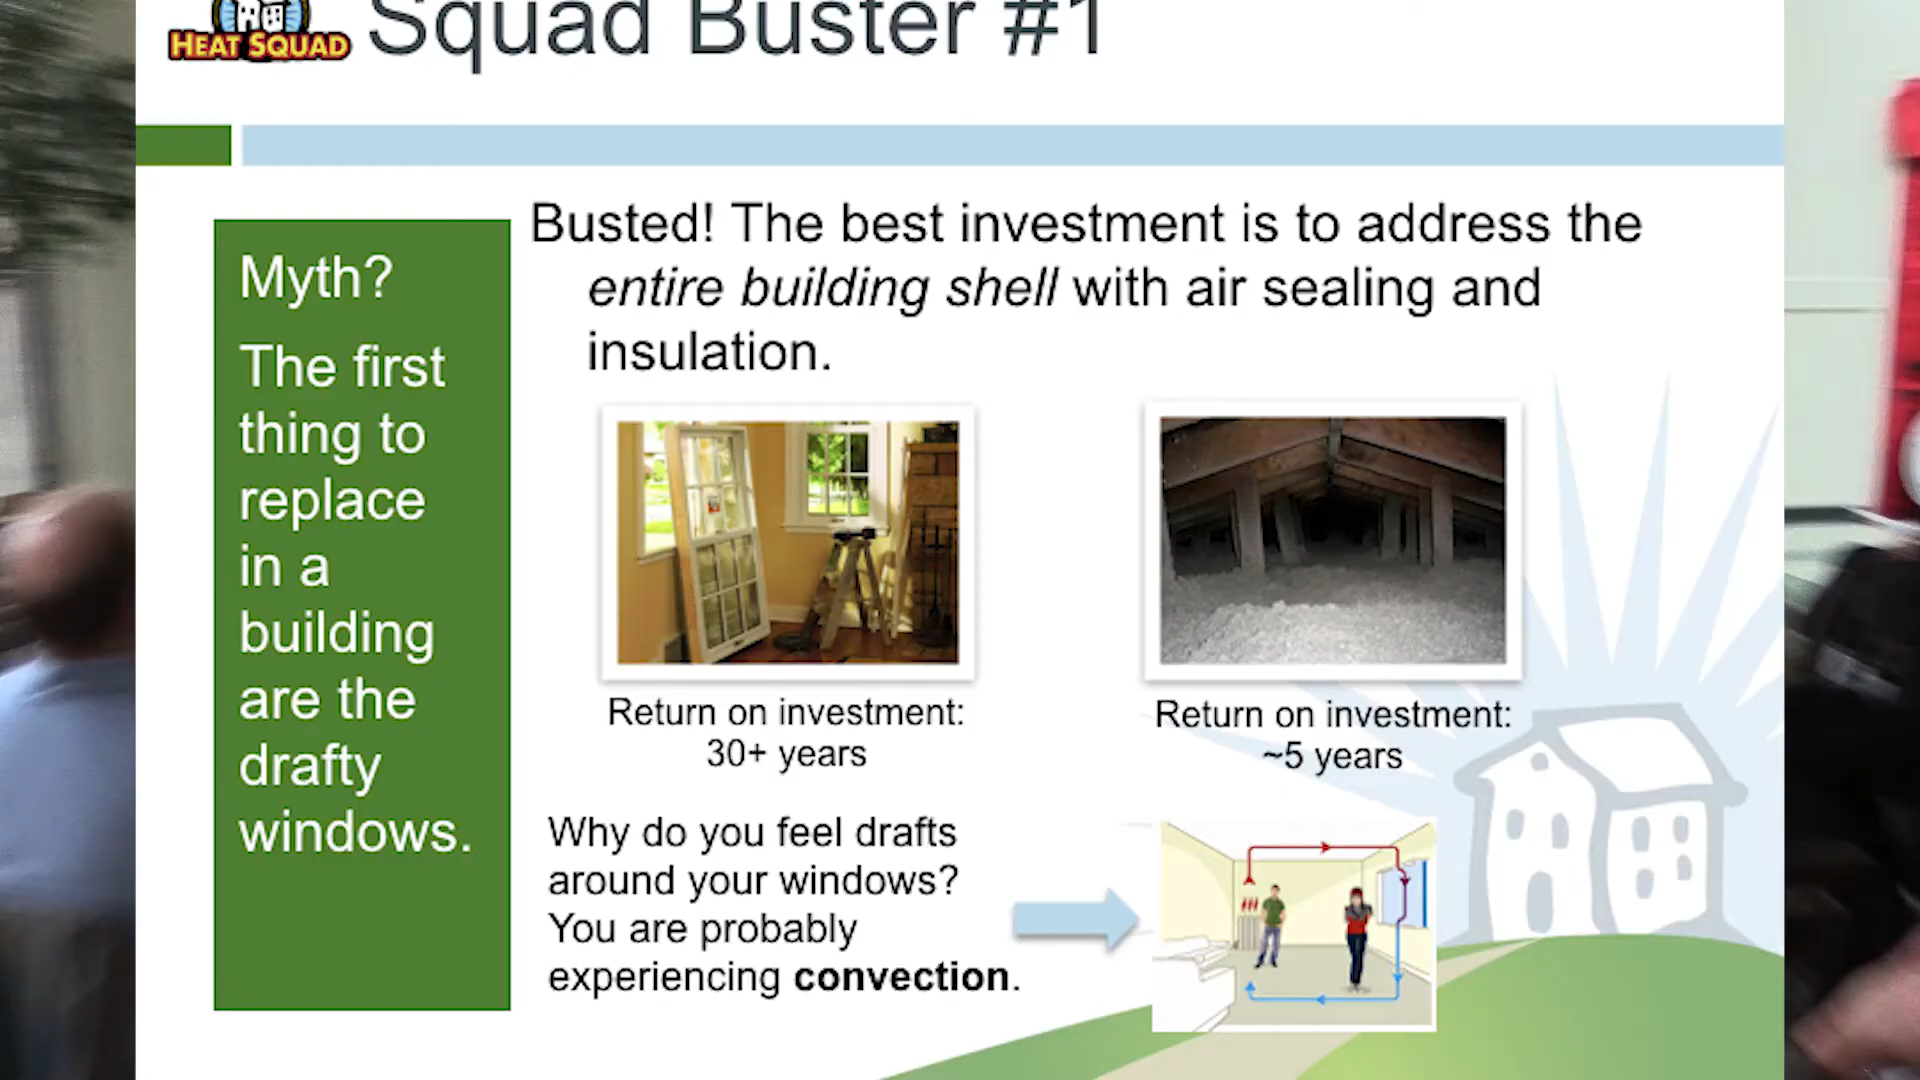 HEAT SQUAD
Squad Buster #1
Myth?
The first
thing to
replace
in a
building
are the
drafty
windows.
Busted! The best investment is to address the
entire building shell with air sealing and
insulation.
Return on investment:
30+ years
Return on investment:
~5 years
Why do you feel drafts
around your windows?
You are probably
experiencing convection.